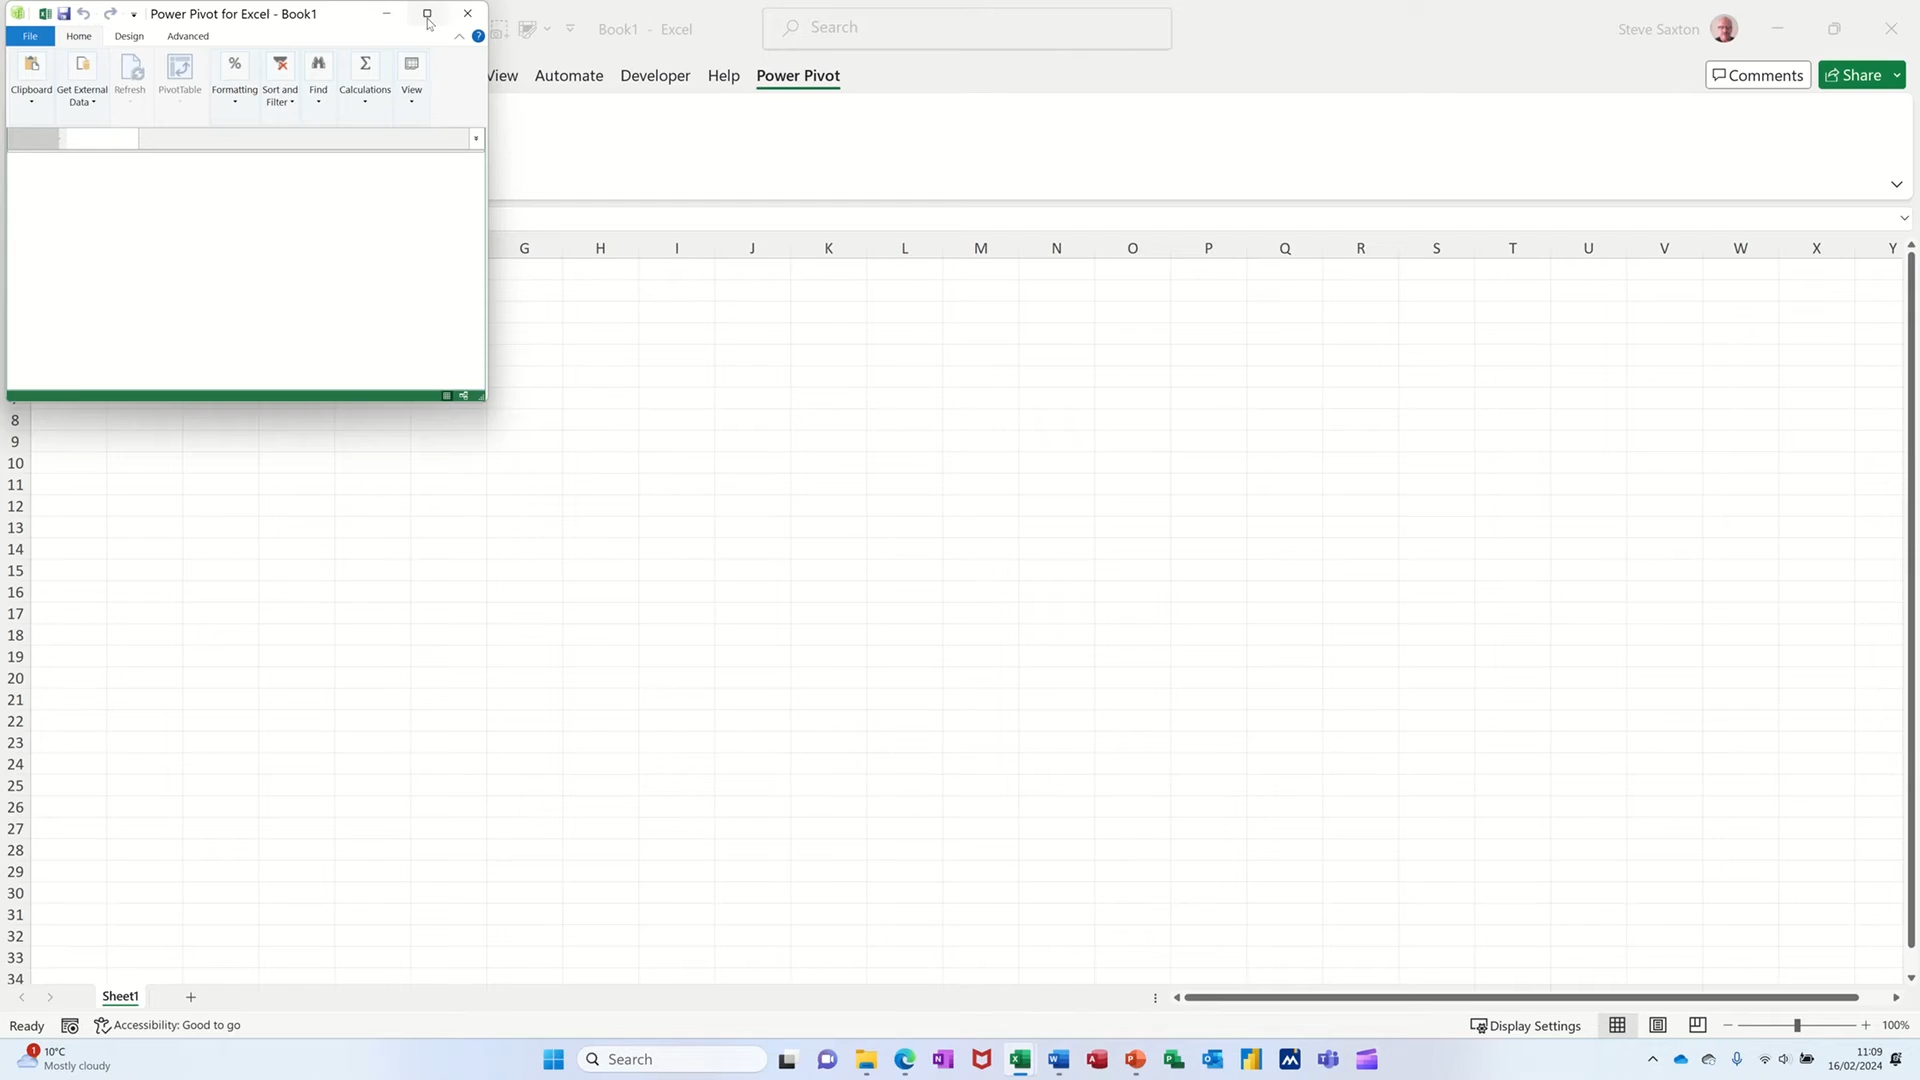 Power Pivot for Excel - Book1
File Home Design Advanced
Clipboard
Get External Data
Refresh
PivotTable
Formatting
Sort and Filter
Find
Calculations
View
Book1 - Excel
Search
Steve Saxton
View Automate Developer Help Power Pivot
Comments
Share
G H I J K L M N O P Q R S T U V W X Y
8
9
10
11
12
13
14
15
16
17
18
19
20
21
22
23
24
25
26
27
28
29
30
31
32
33
34
Sheet1
Ready
Accessibility: Good to go
Display Settings
100%
1
10°C
Mostly cloudy
Search
11:09
16/02/2024